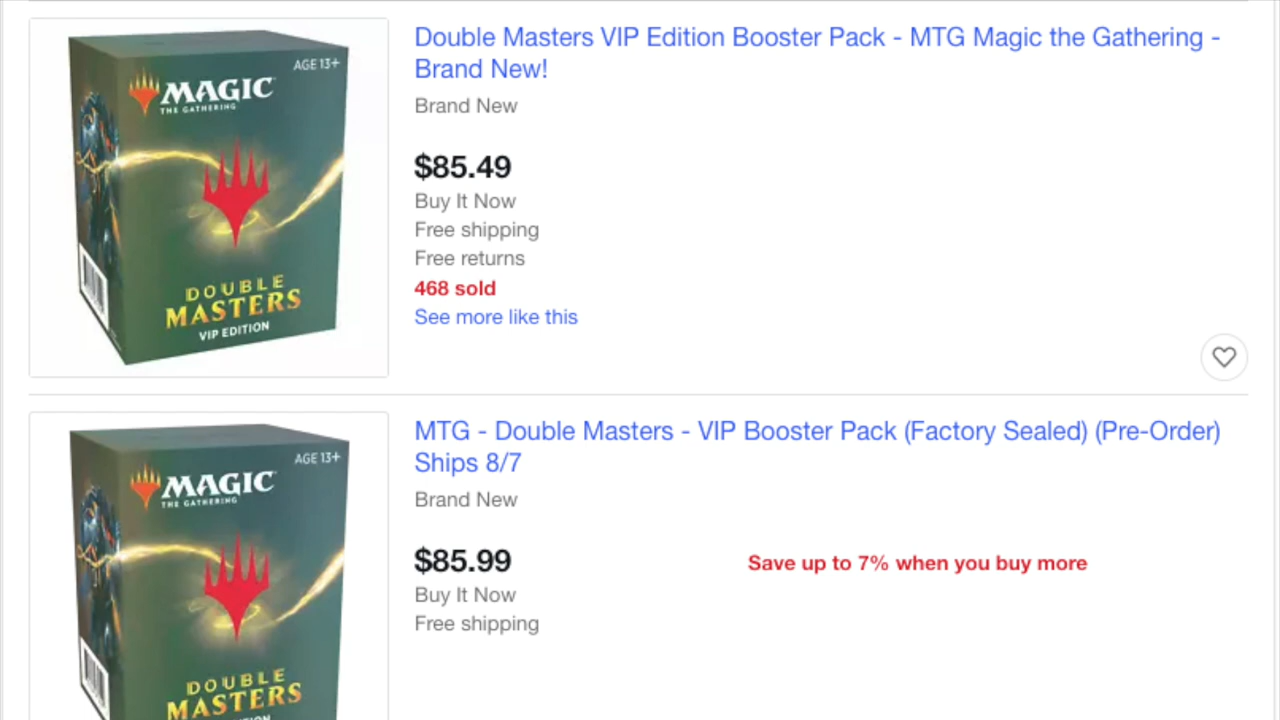 AGE 13+
MAGIC
THE GATHERING
DOUBLE
MASTERS
VIP EDITION
Double Masters VIP Edition Booster Pack - MTG Magic the Gathering -
Brand New!
Brand New
$85.49
Buy It Now
Free shipping
Free returns
468 sold
See more like this
AGE 13+
MAGIC
THE GATHERING
DOUBLE
MASTERS
MTG - Double Masters - VIP Booster Pack (Factory Sealed) (Pre-Order)
Ships 8/7
Brand New
$85.99
Save up to 7% when you buy more
Buy It Now
Free shipping